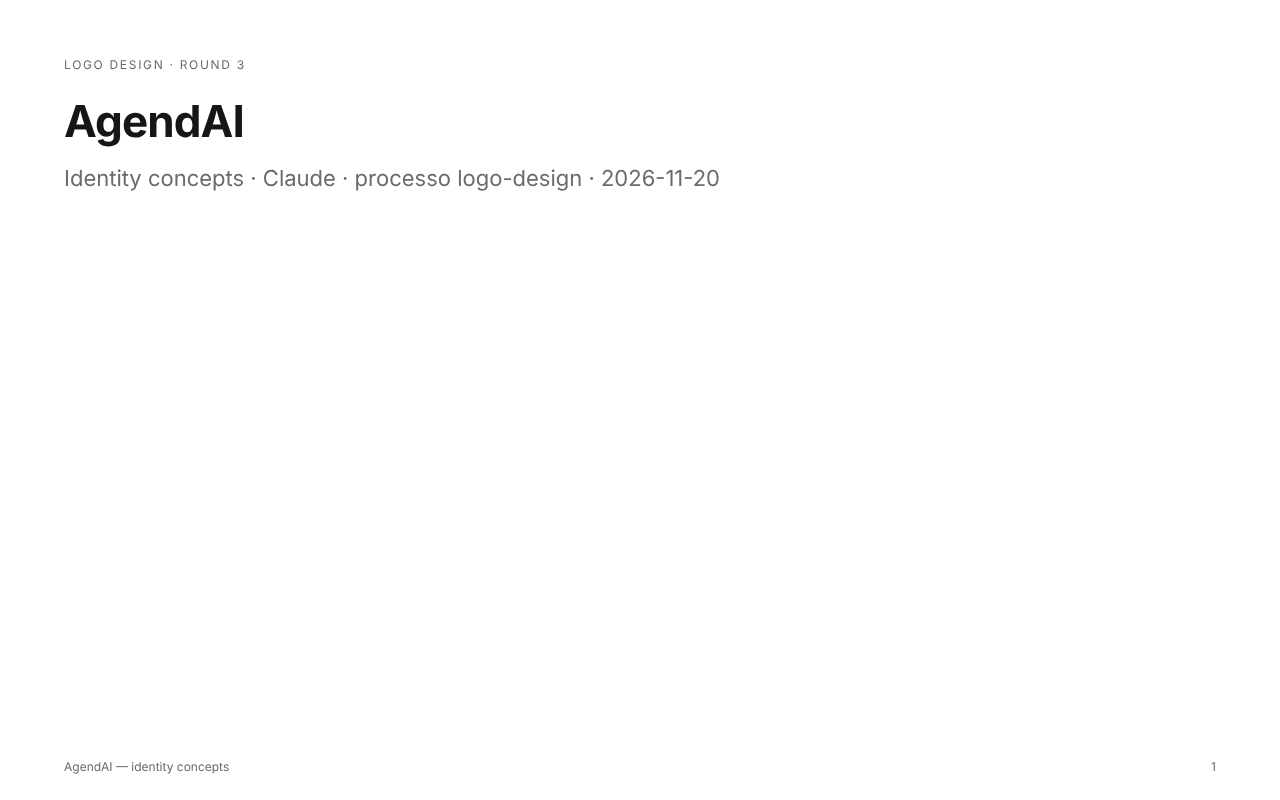 LOGO DESIGN · ROUND 3
AgendAI
Identity concepts · Claude · processo logo-design · 2026-11-20
AgendAI — identity concepts
1